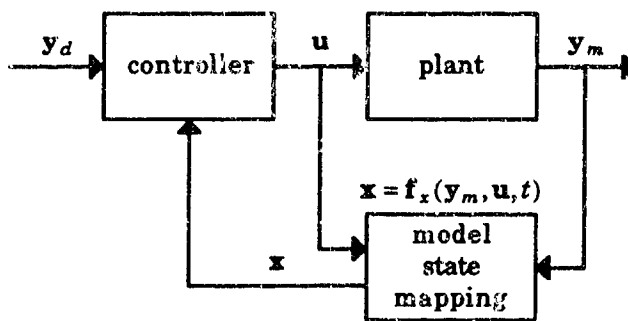 y_d
controller
u
plant
y_m
x = f_x(y_m, u, t)
model
state
mapping
x